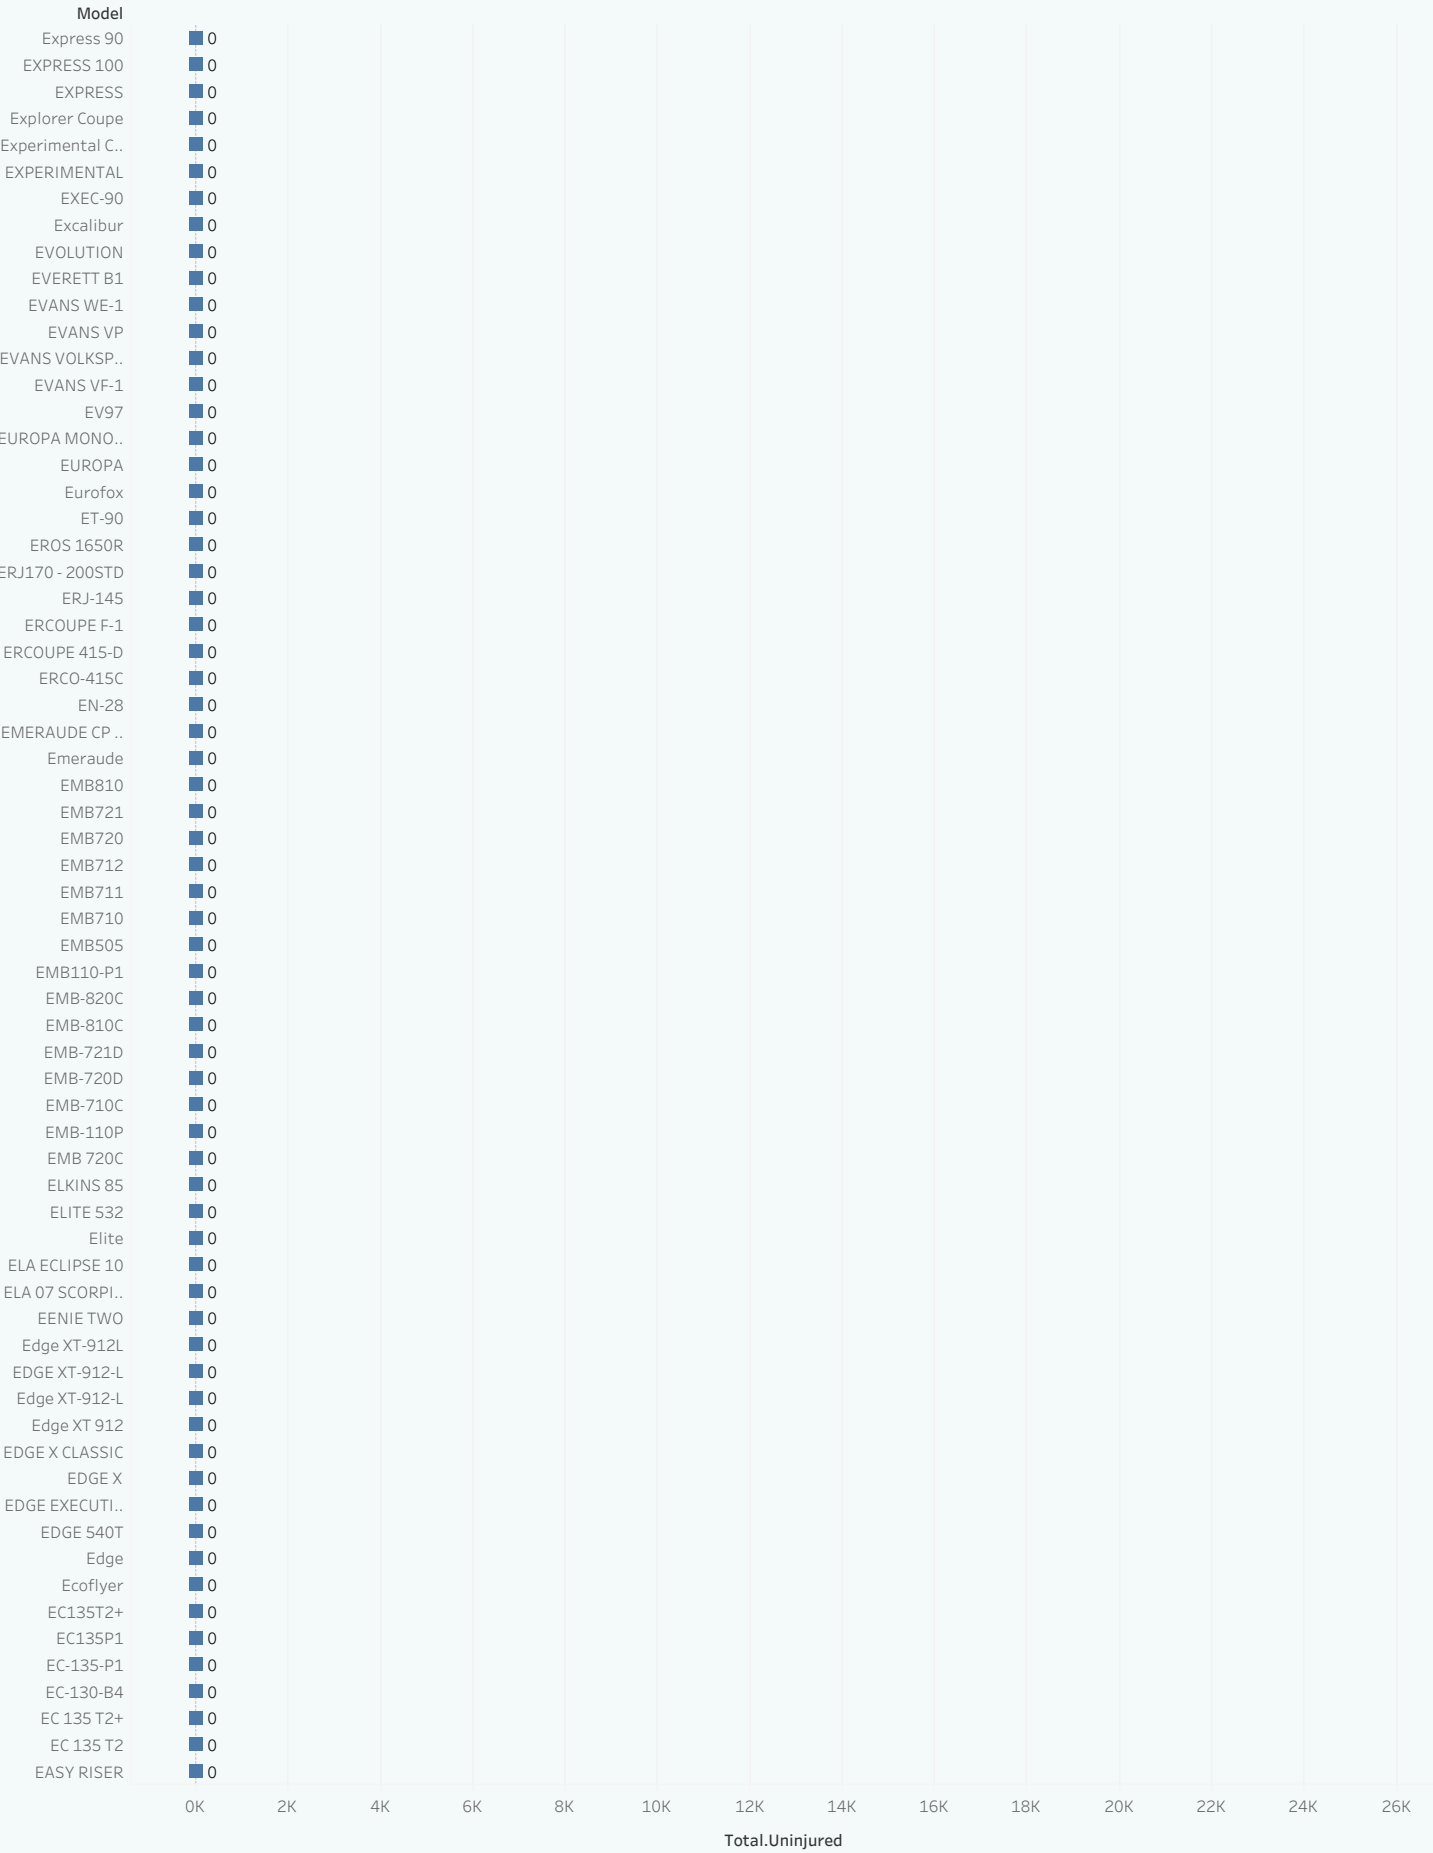 Model
Express 90 0
EXPRESS 100 0
EXPRESS 0
Explorer Coupe 0
Experimental C.. 0
EXPERIMENTAL 0
EXEC-90 0
Excalibur 0
EVOLUTION 0
EVERETT B1 0
EVANS WE-1 0
EVANS VP 0
EVANS VOLKSP.. 0
EVANS VF-1 0
EV97 0
EUROPA MONO.. 0
EUROPA 0
Eurofox 0
ET-90 0
EROS 1650R 0
ERJ170 - 200STD 0
ERJ-145 0
ERCOUPE F-1 0
ERCOUPE 415-D 0
ERCO-415C 0
EN-28 0
EMERAUDE CP .. 0
Emeraude 0
EMB810 0
EMB721 0
EMB720 0
EMB712 0
EMB711 0
EMB710 0
EMB505 0
EMB110-P1 0
EMB-820C 0
EMB-810C 0
EMB-721D 0
EMB-720D 0
EMB-710C 0
EMB-110P 0
EMB 720C 0
ELKINS 85 0
ELITE 532 0
Elite 0
ELA ECLIPSE 10 0
ELA 07 SCORPI.. 0
EENIE TWO 0
Edge XT-912L 0
EDGE XT-912-L 0
Edge XT-912-L 0
Edge XT 912 0
EDGE X CLASSIC 0
EDGE X 0
EDGE EXECUTI.. 0
EDGE 540T 0
Edge 0
Ecoflyer 0
EC135T2+ 0
EC135P1 0
EC-135-P1 0
EC-130-B4 0
EC 135 T2+ 0
EC 135 T2 0
EASY RISER 0
0K 2K 4K 6K 8K 10K 12K 14K 16K 18K 20K 22K 24K 26K
Total.Uninjured